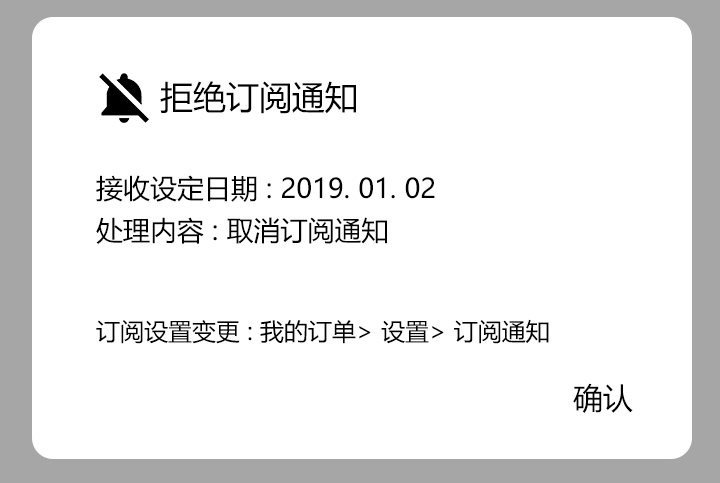 拒绝订阅通知
接收设定日期 : 2019. 01. 02
处理内容 : 取消订阅通知
订阅设置变更 : 我的订单> 设置> 订阅通知
确认